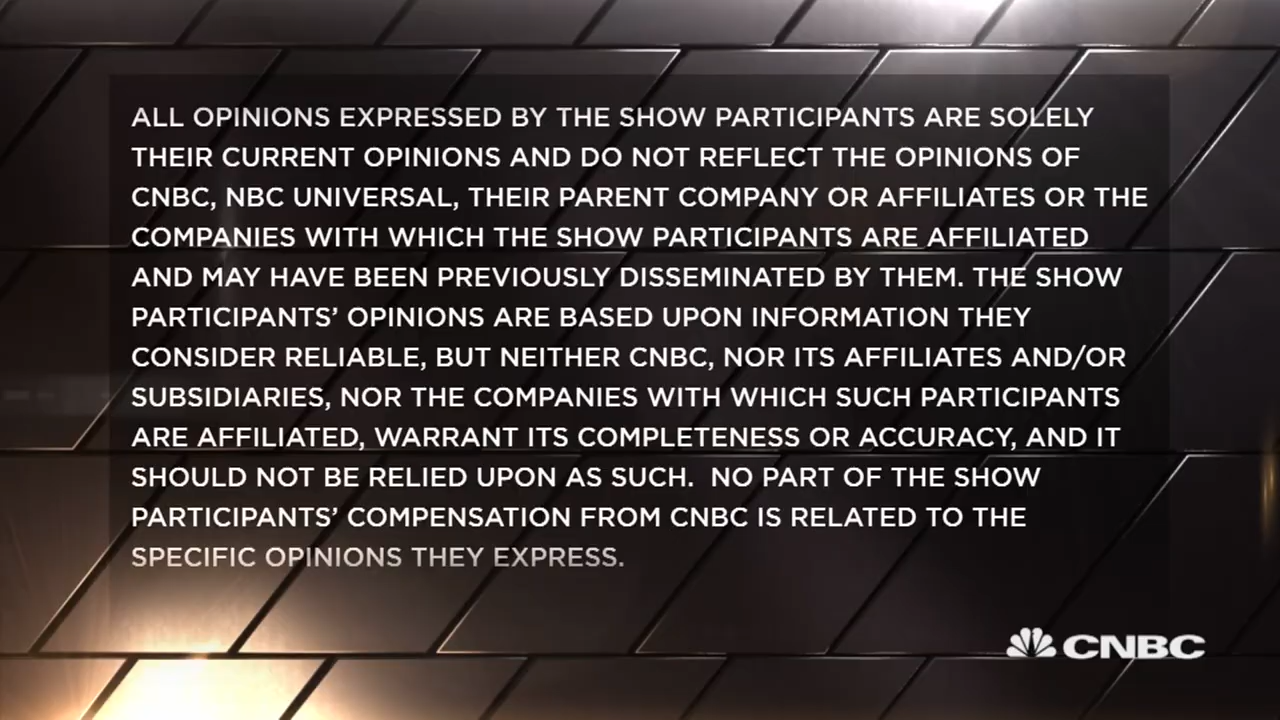 ALL OPINIONS EXPRESSED BY THE SHOW PARTICIPANTS ARE SOLELY
THEIR CURRENT OPINIONS AND DO NOT REFLECT THE OPINIONS OF
CNBC, NBC UNIVERSAL, THEIR PARENT COMPANY OR AFFILIATES OR THE
COMPANIES WITH WHICH THE SHOW PARTICIPANTS ARE AFFILIATED
AND MAY HAVE BEEN PREVIOUSLY DISSEMINATED BY THEM. THE SHOW
PARTICIPANTS’ OPINIONS ARE BASED UPON INFORMATION THEY
CONSIDER RELIABLE, BUT NEITHER CNBC, NOR ITS AFFILIATES AND/OR
SUBSIDIARIES, NOR THE COMPANIES WITH WHICH SUCH PARTICIPANTS
ARE AFFILIATED, WARRANT ITS COMPLETENESS OR ACCURACY, AND IT
SHOULD NOT BE RELIED UPON AS SUCH.  NO PART OF THE SHOW
PARTICIPANTS’ COMPENSATION FROM CNBC IS RELATED TO THE
SPECIFIC OPINIONS THEY EXPRESS.
CNBC